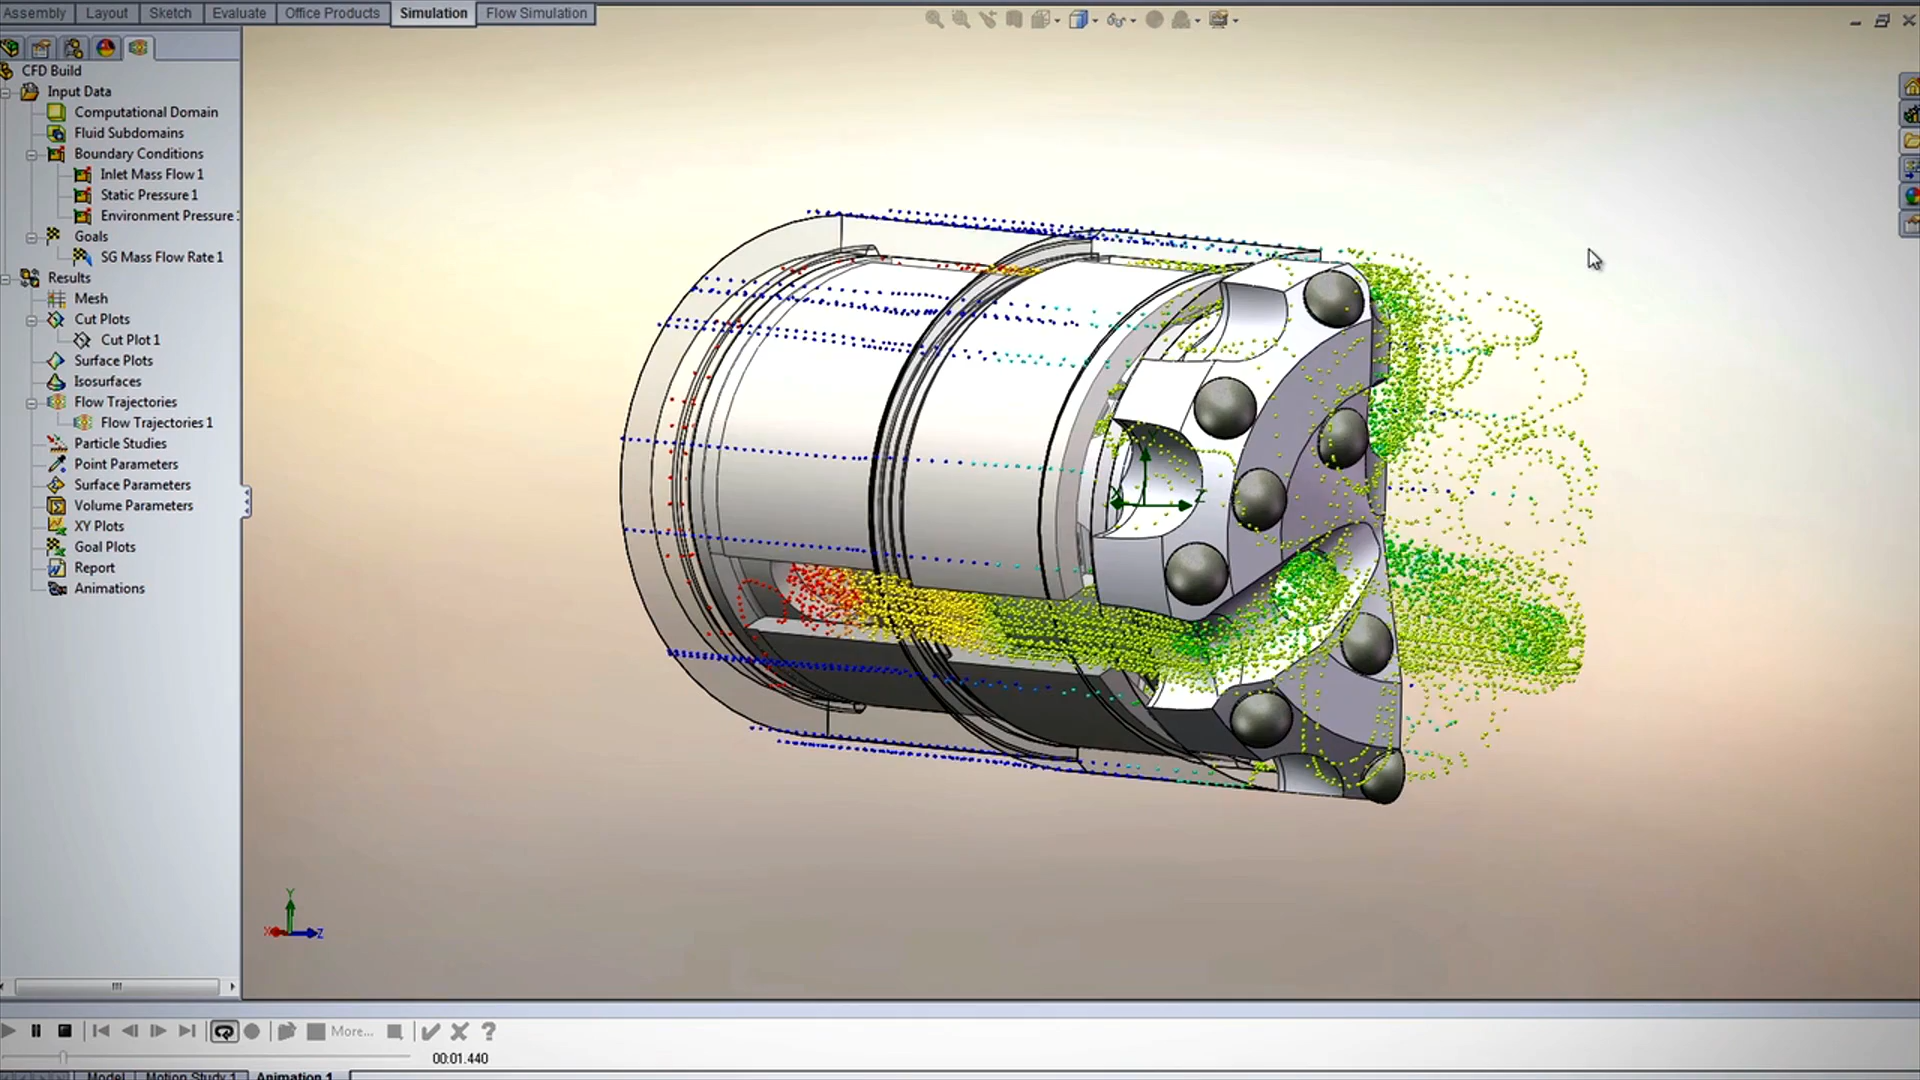 Assembly Layout Sketch Evaluate Office Products Simulation Flow Simulation
CFD Build
Input Data
Computational Domain
Fluid Subdomains
Boundary Conditions
Inlet Mass Flow 1
Static Pressure 1
Environment Pressure
Goals
SG Mass Flow Rate 1
Results
Mesh
Cut Plots
Cut Plot 1
Surface Plots
Isosurfaces
Flow Trajectories
Flow Trajectories 1
Particle Studies
Point Parameters
Surface Parameters
Volume Parameters
XY Plots
Goal Plots
Report
Animations
Y
X Z
Y
X Z
More...
00:01.440
Model Motion Study 1 Animation 1